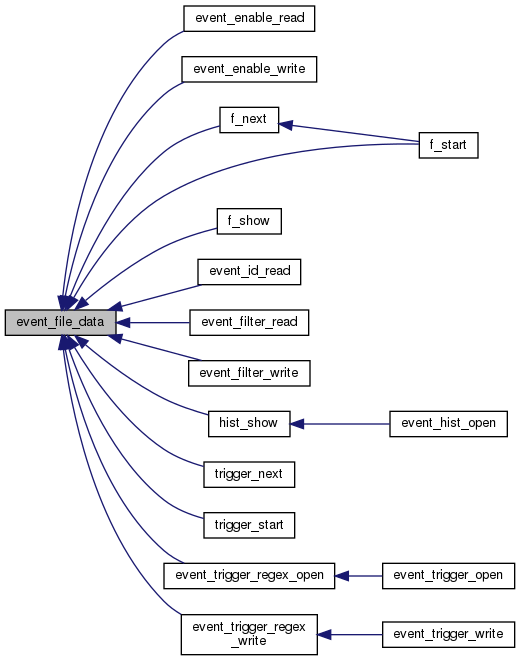 event_enable_read
event_enable_write
f_next
f_start
f_show
event_id_read
event_file_data
event_filter_read
event_filter_write
hist_show
event_hist_open
trigger_next
trigger_start
event_trigger_regex_open
event_trigger_open
event_trigger_regex
_write
event_trigger_write